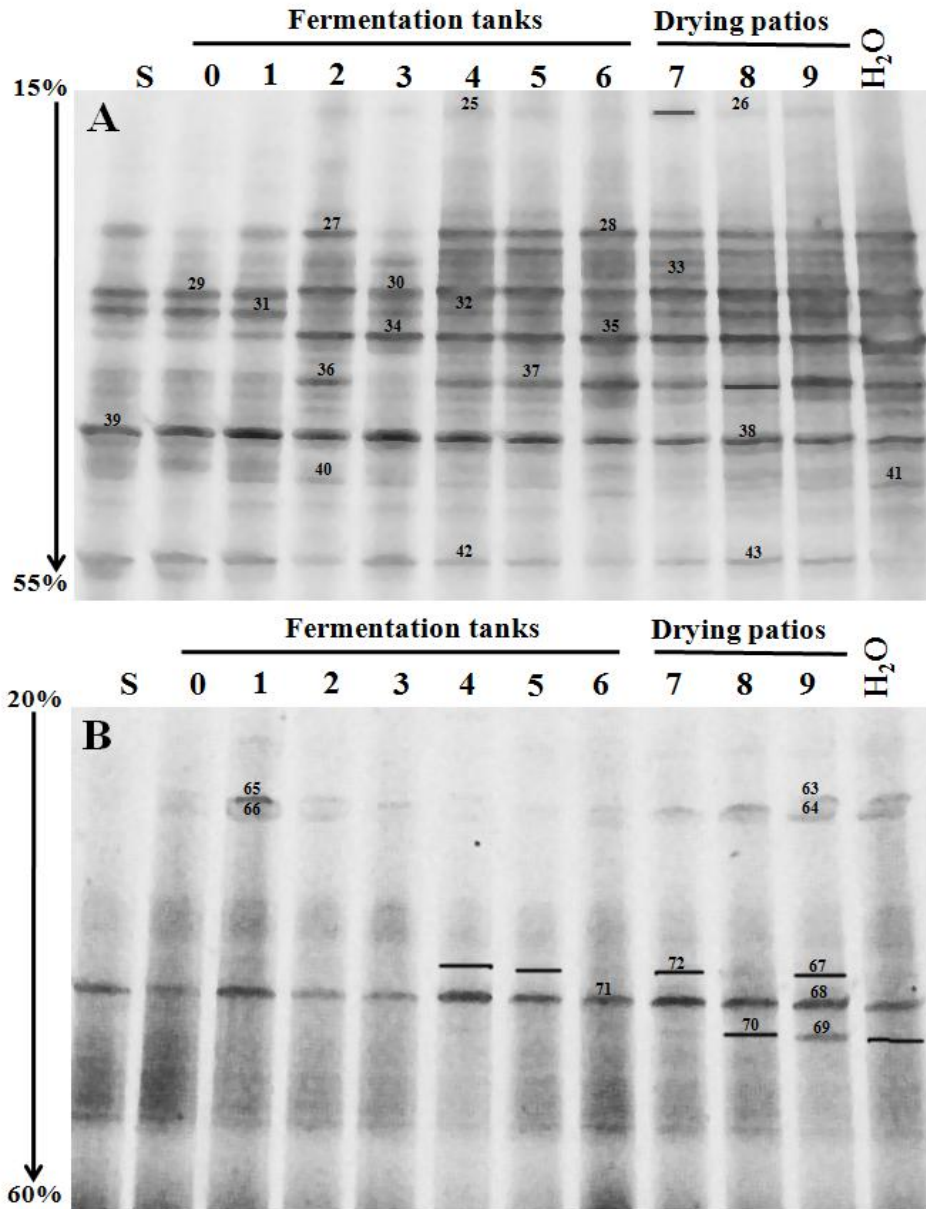 Fermentation tanks Drying patios
S 0 1 2 3 4 5 6 7 8 9 H₂O
15%
A
25 26
27 28
29 30 33
31 32
34 35
36 37
39 38
40 41
42 43
55%
Fermentation tanks Drying patios
S 0 1 2 3 4 5 6 7 8 9 H₂O
20%
B
65 63
66 64
72 67
71 68
70 69
60%